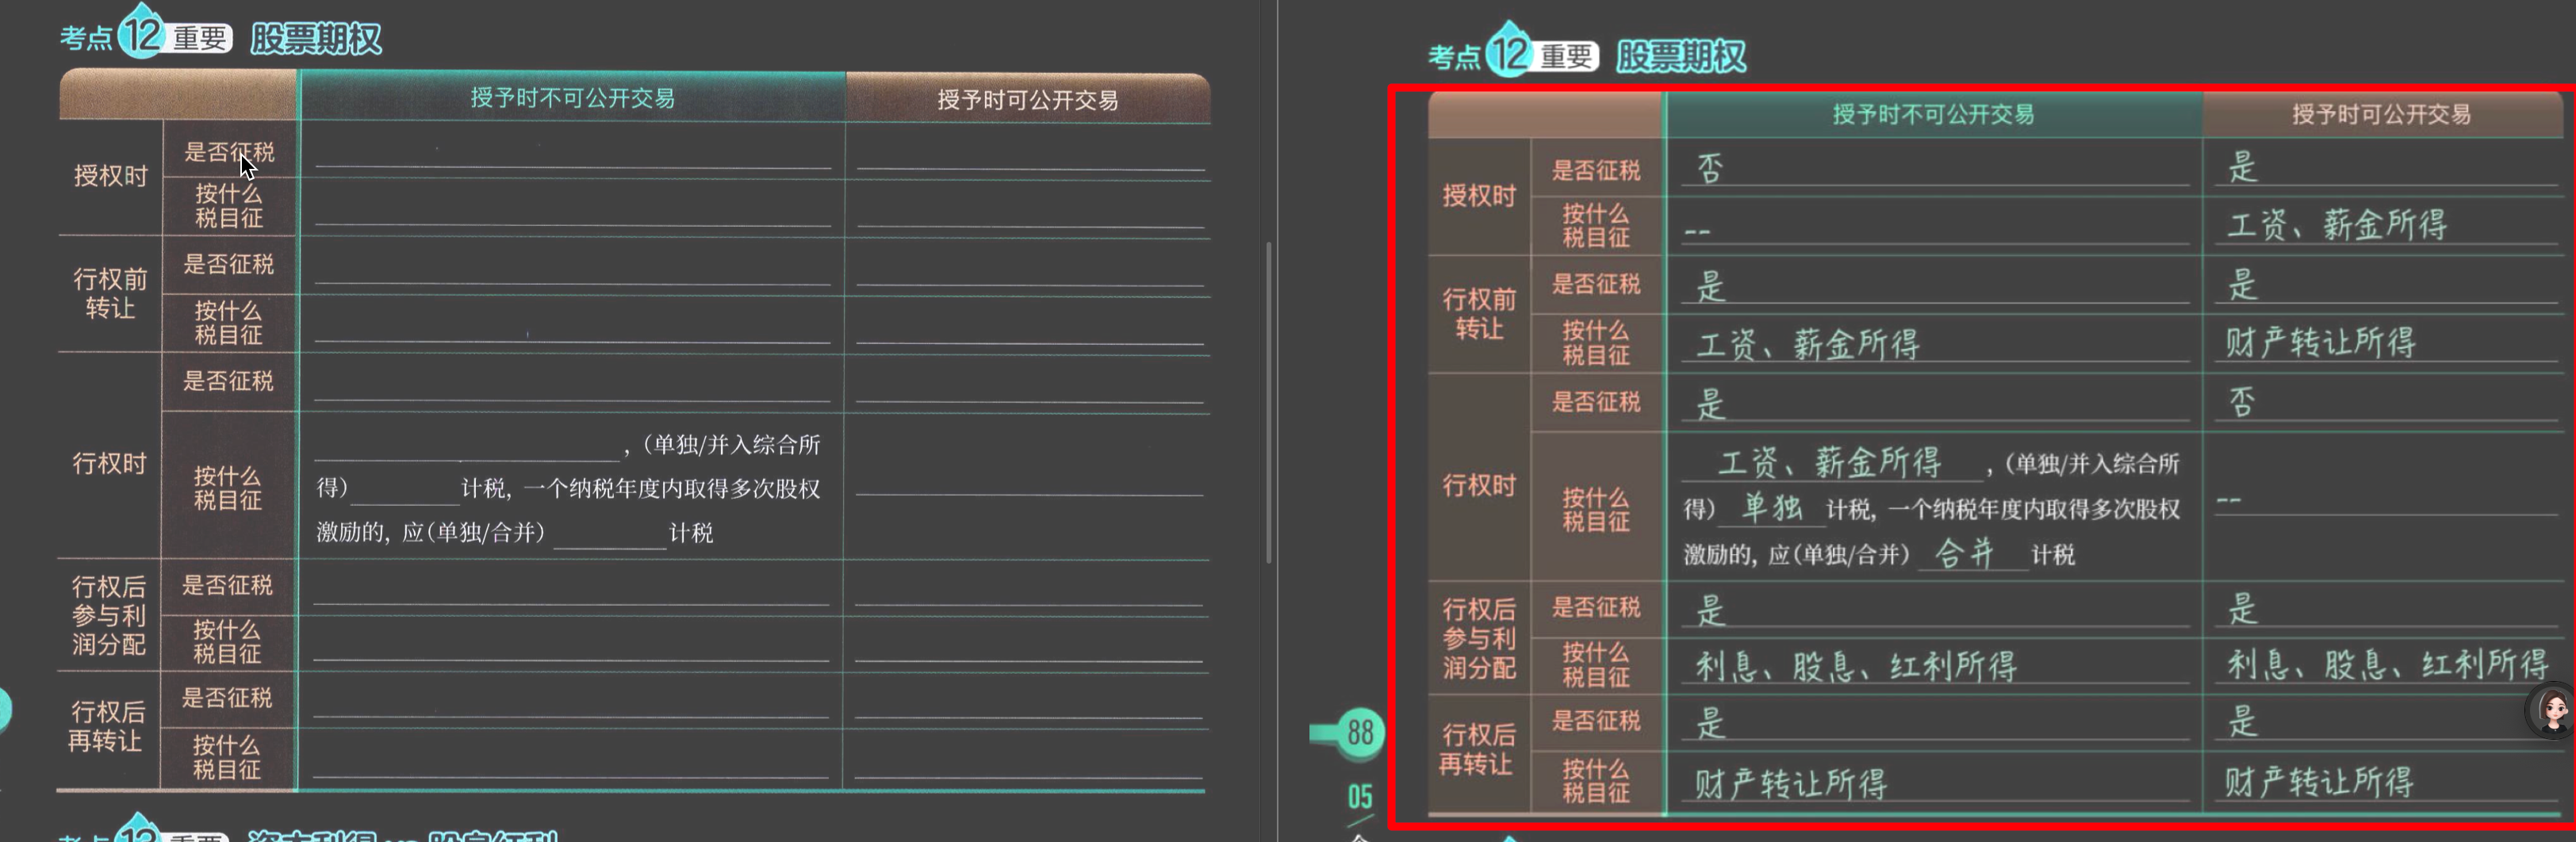 考点 12 重要 股票期权
授予时不可公开交易 授予时可公开交易
授权时 是否征税
按什么
税目征
行权前
转让
是否征税
按什么
税目征
行权时 是否征税
按什么
税目征
,（单独/并入综合所
得） 计税, 一个纳税年度内取得多次股权
激励的, 应（单独/合并） 计税
行权后
参与利
润分配
是否征税
按什么
税目征
行权后
再转让
是否征税
按什么
税目征
考点 重要
考点 12 重要 股票期权
授予时不可公开交易 授予时可公开交易
授权时 是否征税 否 是
按什么
税目征
-- 工资、薪金所得
行权前
转让
是否征税 是 是
按什么
税目征
工资、薪金所得 财产转让所得
行权时 是否征税 是 否
按什么
税目征
工资、薪金所得 ,（单独/并入综合所
得） 单独 计税, 一个纳税年度内取得多次股权
激励的, 应（单独/合并） 合并 计税
--
行权后
参与利
润分配
是否征税 是 是
按什么
税目征
利息、股息、红利所得 利息、股息、红利所得
行权后
再转让
是否征税 是 是
按什么
税目征
财产转让所得 财产转让所得
88
05